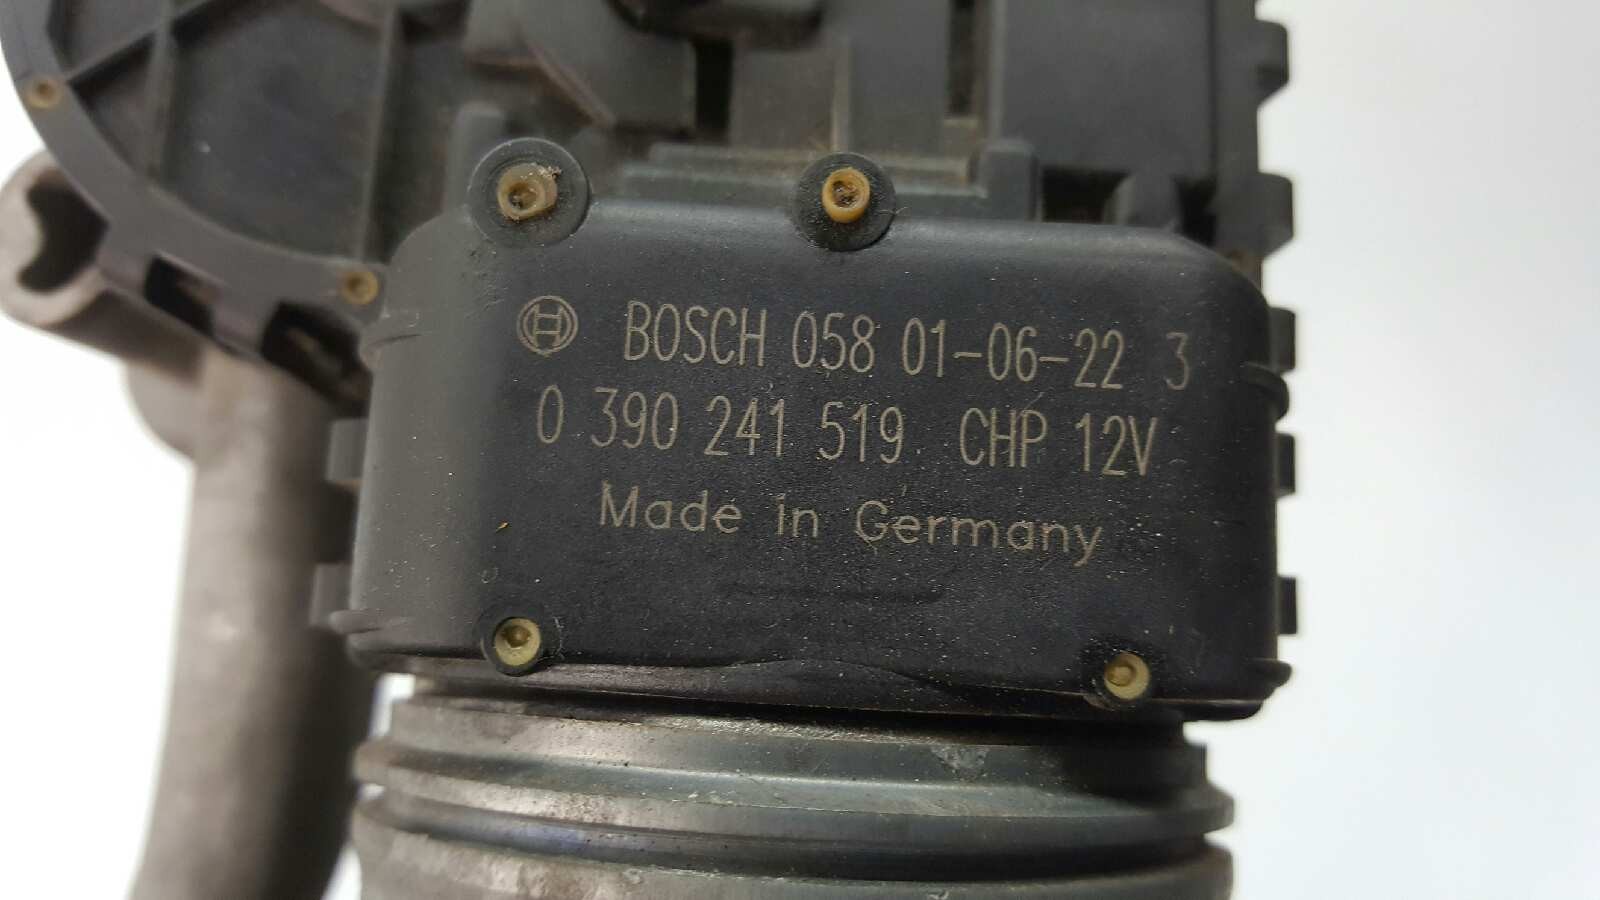 BOSCH 058 01-06-22 3
0 390 241 519 CHP 12V
Made in Germany